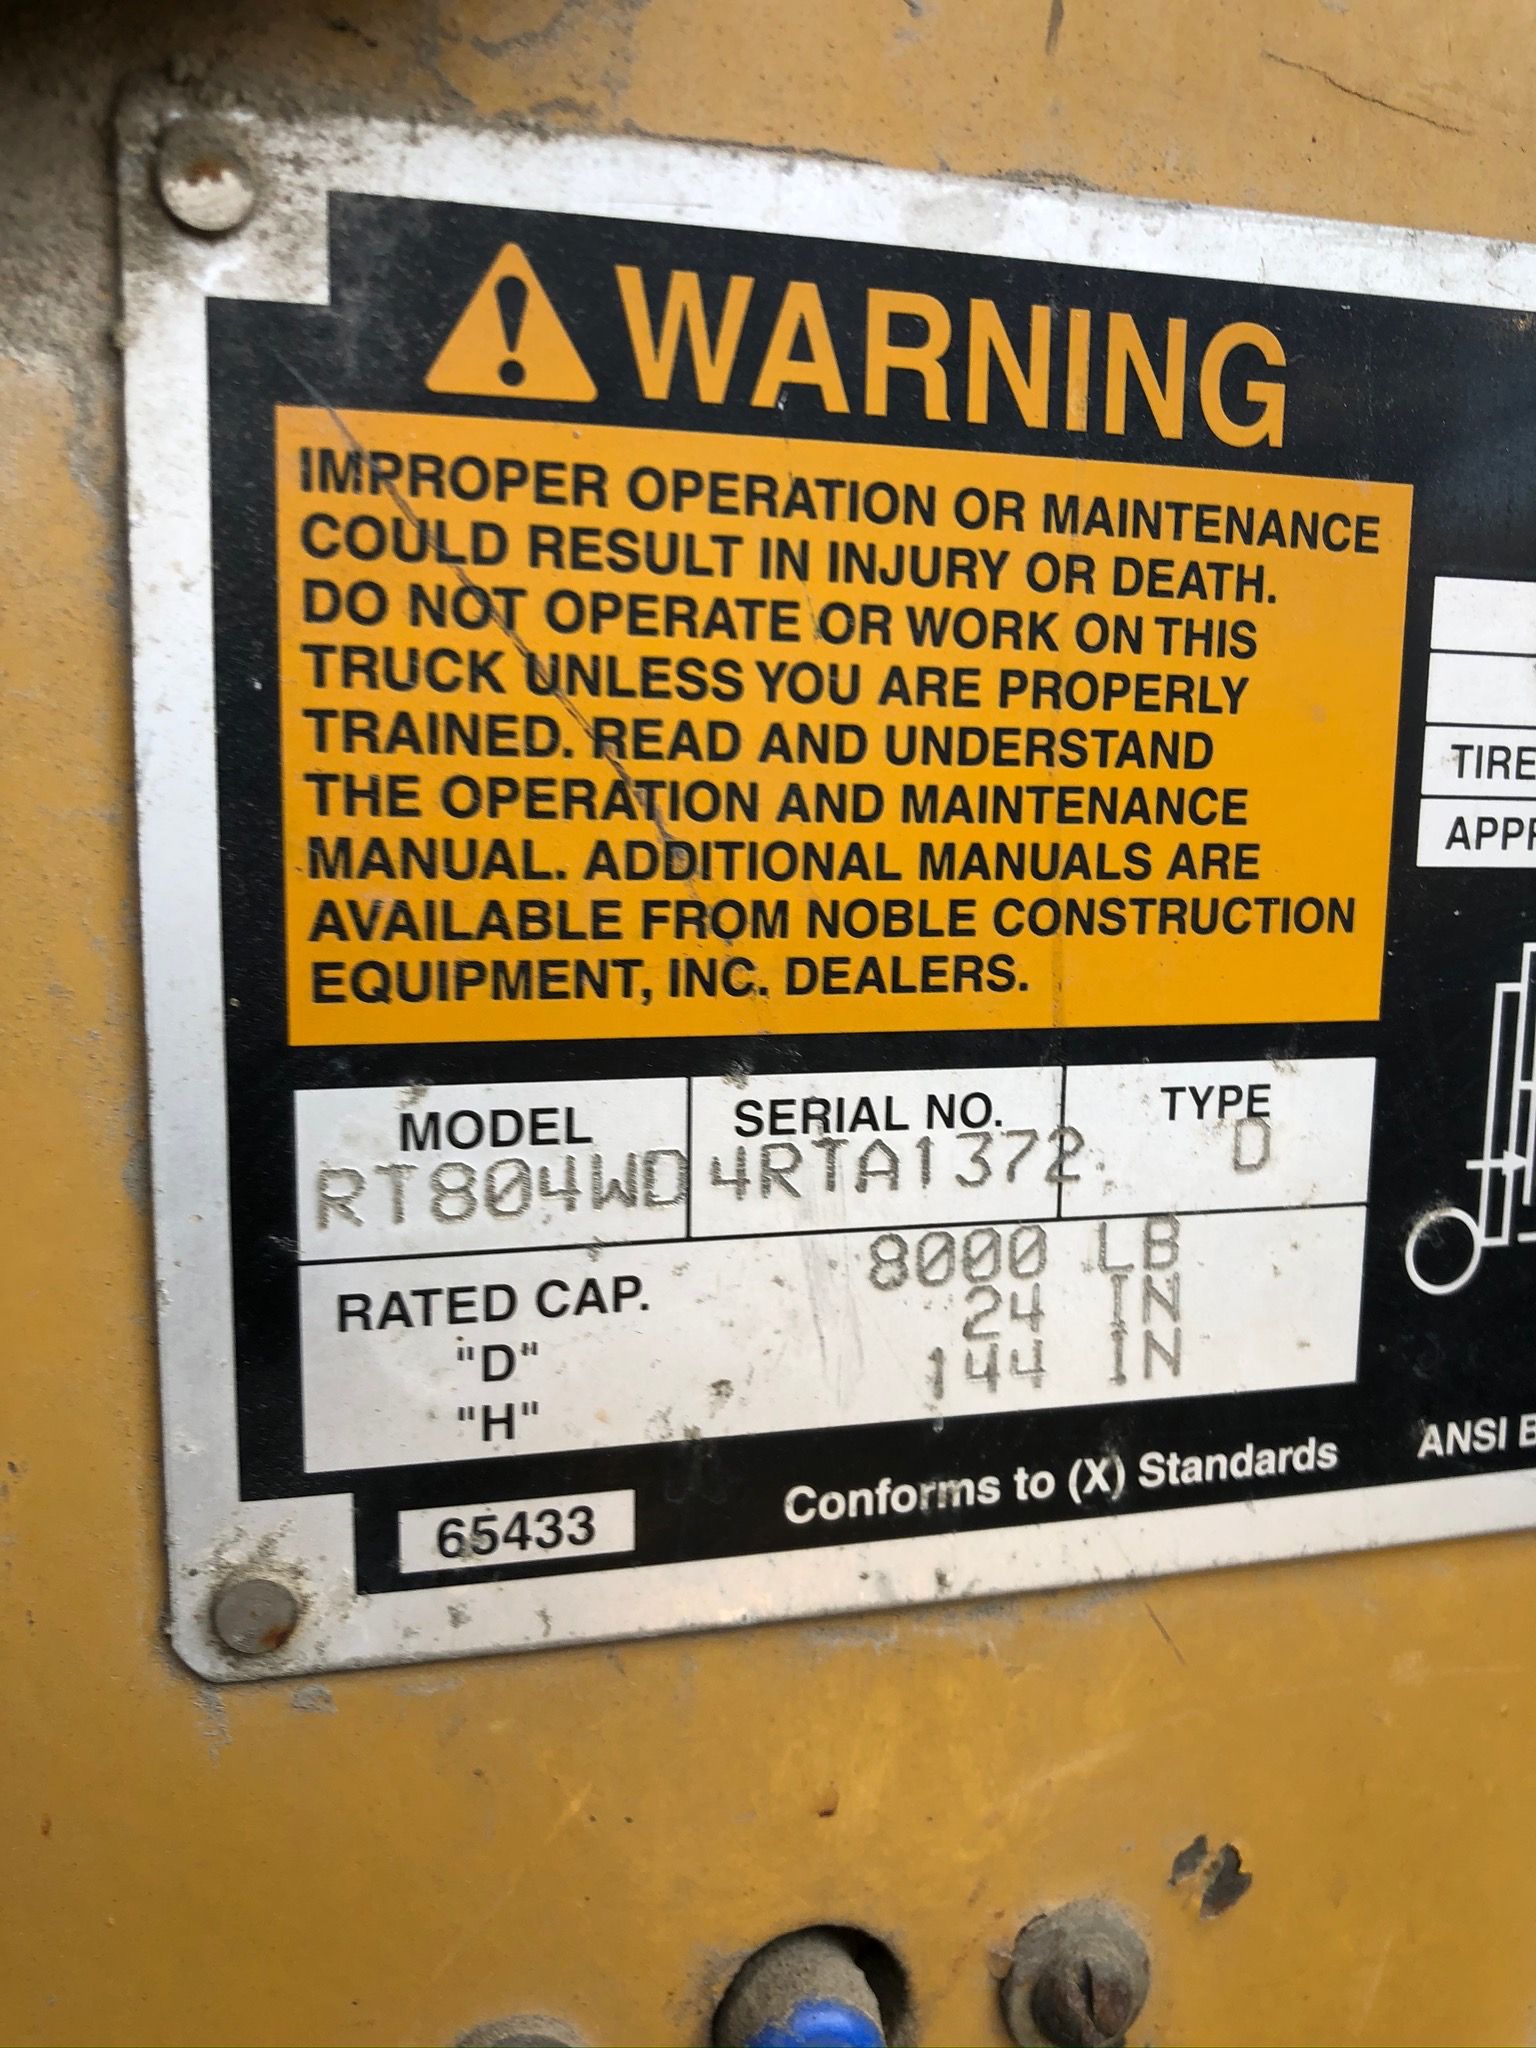 WARNING
IMPROPER OPERATION OR MAINTENANCE
COULD RESULT IN INJURY OR DEATH.
DO NOT OPERATE OR WORK ON THIS
TRUCK UNLESS YOU ARE PROPERLY
TRAINED. READ AND UNDERSTAND
THE OPERATION AND MAINTENANCE
MANUAL. ADDITIONAL MANUALS ARE
AVAILABLE FROM NOBLE CONSTRUCTION
EQUIPMENT, INC. DEALERS.
MODEL SERIAL NO. TYPE
RT804WD 4RTA1372 D
RATED CAP. 8000 LB
"D" 24 IN
"H" 144 IN
65433 Conforms to (X) Standards ANSI B
TIRE